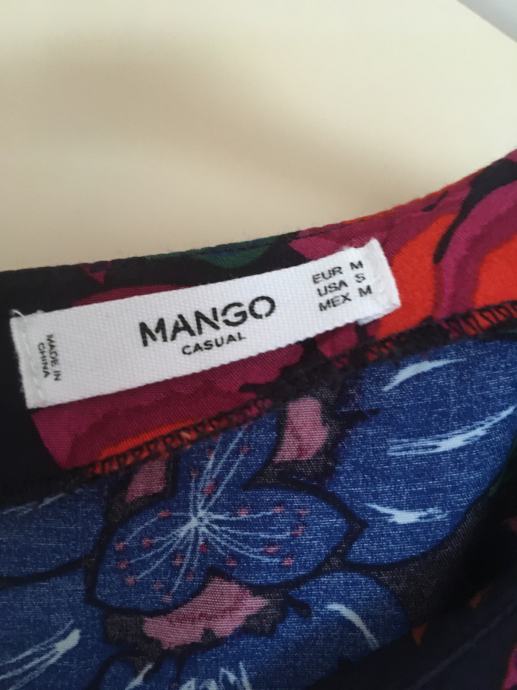 MANGO
CASUAL
EUR M
USA S
MEX M
MADE IN
CHINA